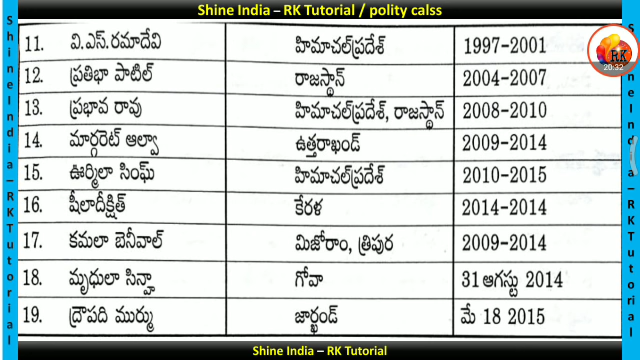 Shine India – RK Tutorial / polity calss
11. వి.ఎస్.రమాదేవి హిమాచల్‌ప్రదేశ్ 1997-2001
12. ప్రతిభా పాటిల్ రాజస్థాన్ 2004-2007
13. ప్రభావ రావు హిమాచల్‌ప్రదేశ్, రాజస్థాన్ 2008-2010
14. మార్గరెట్ ఆల్వా ఉత్తరాఖండ్ 2009-2014
15. ఊర్మిలా సింఘ్ హిమాచల్‌ప్రదేశ్ 2010-2015
16. షీలాదీక్షిత్ కేరళ 2014-2014
17. కమలా బెనీవాల్ మిజోరాం, త్రిపుర 2009-2014
18. మృధులా సిన్హా గోవా 31 ఆగస్టు 2014
19. ద్రౌపది ముర్ము జార్ఖండ్ మే 18 2015
Shine India – RK Tutorial
Shine India – RK Tutorial
Shine India – RK Tutorial
RK
20:32